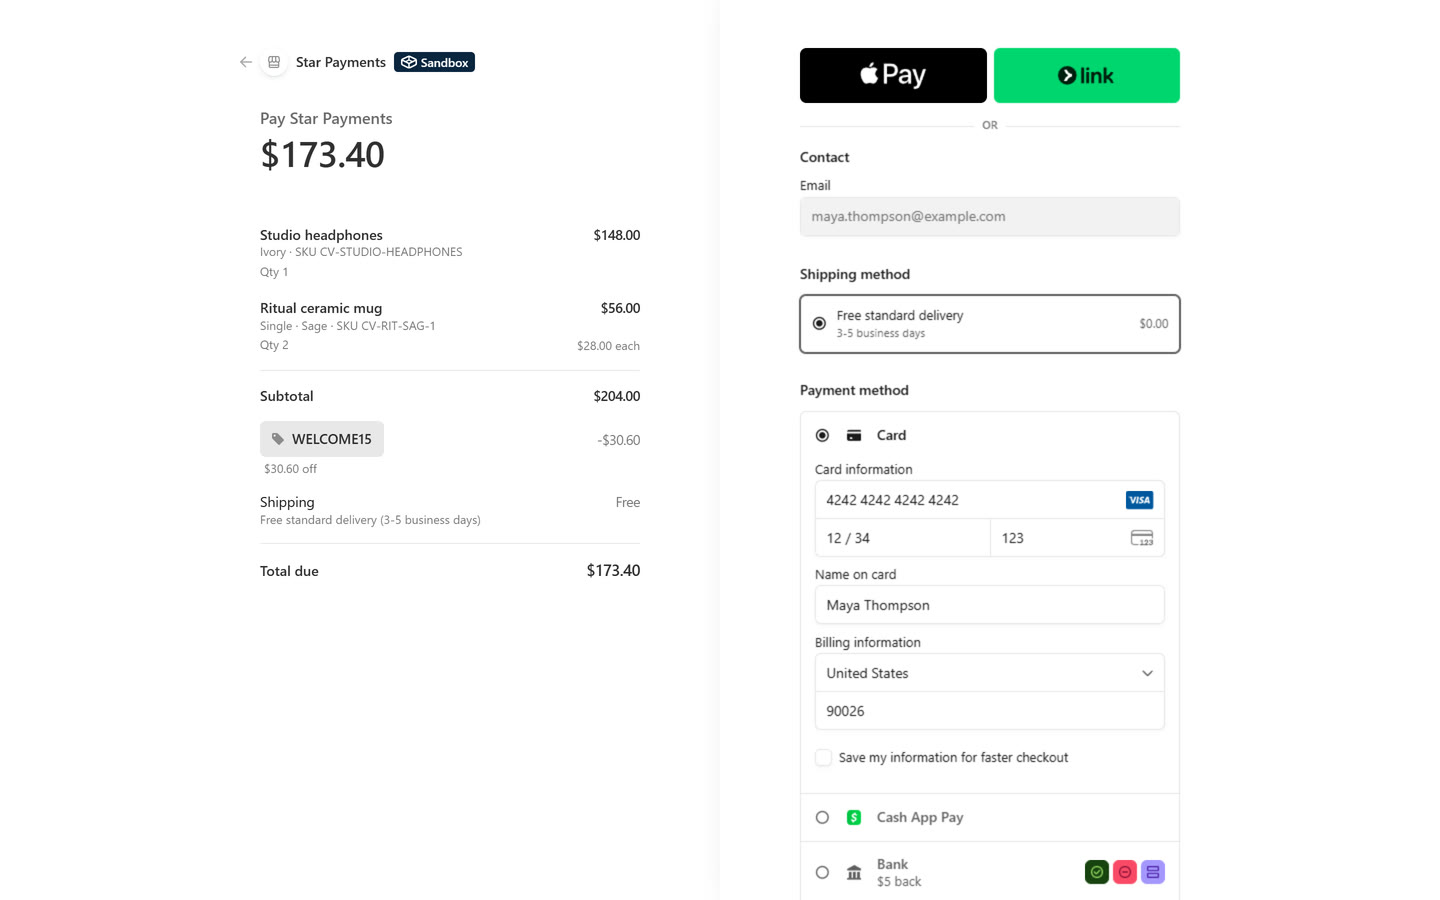 Star Payments Sandbox
Pay Star Payments
$173.40
Studio headphones $148.00
Ivory · SKU CV-STUDIO-HEADPHONES
Qty 1
Ritual ceramic mug $56.00
Single · Sage · SKU CV-RIT-SAG-1
Qty 2 $28.00 each
Subtotal $204.00
WELCOME15 -$30.60
$30.60 off
Shipping Free
Free standard delivery (3-5 business days)
Total due $173.40
Pay link
OR
Contact
Email
maya.thompson@example.com
Shipping method
Free standard delivery $0.00
3-5 business days
Payment method
Card
Card information
4242 4242 4242 4242 VISA
12 / 34 123 123
Name on card
Maya Thompson
Billing information
United States
90026
Save my information for faster checkout
$ Cash App Pay
Bank
$5 back